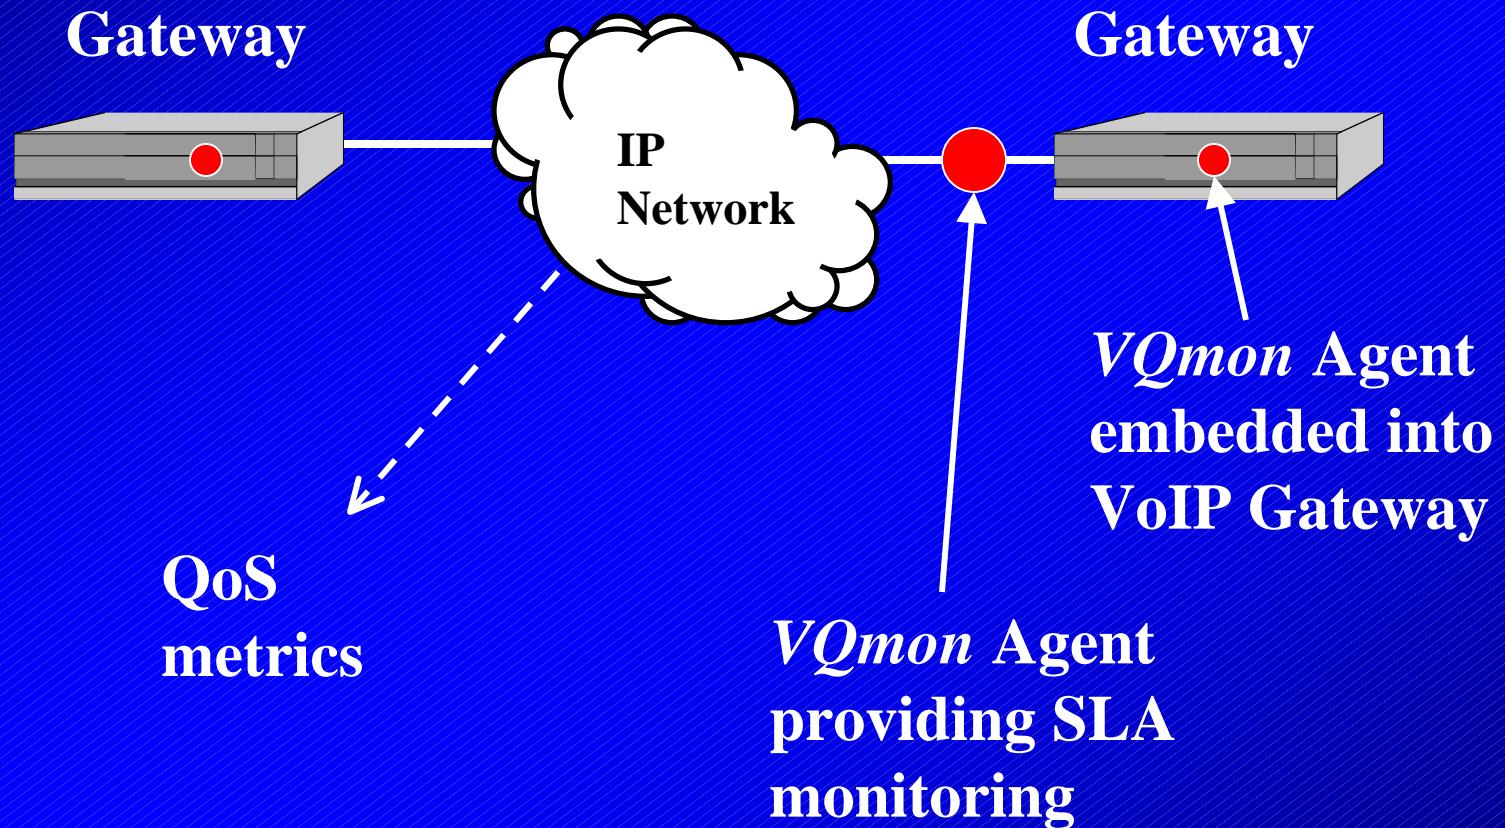 Gateway
Gateway
IP
Network
VQmon Agent
embedded into
VoIP Gateway
QoS
metrics
VQmon Agent
providing SLA
monitoring